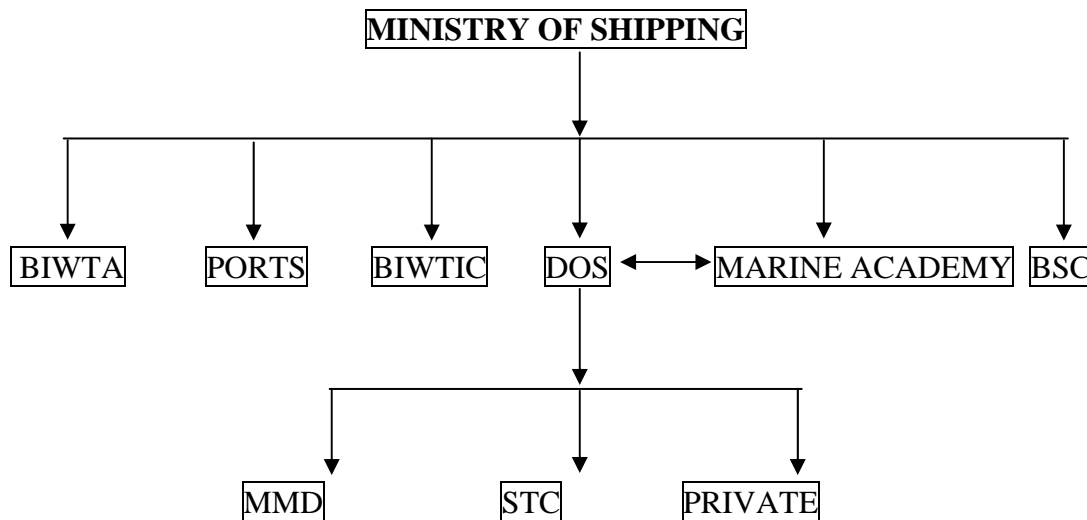 MINISTRY OF SHIPPING
BIWTA PORTS BIWTIC DOS MARINE ACADEMY BSC
MMD STC PRIVATE